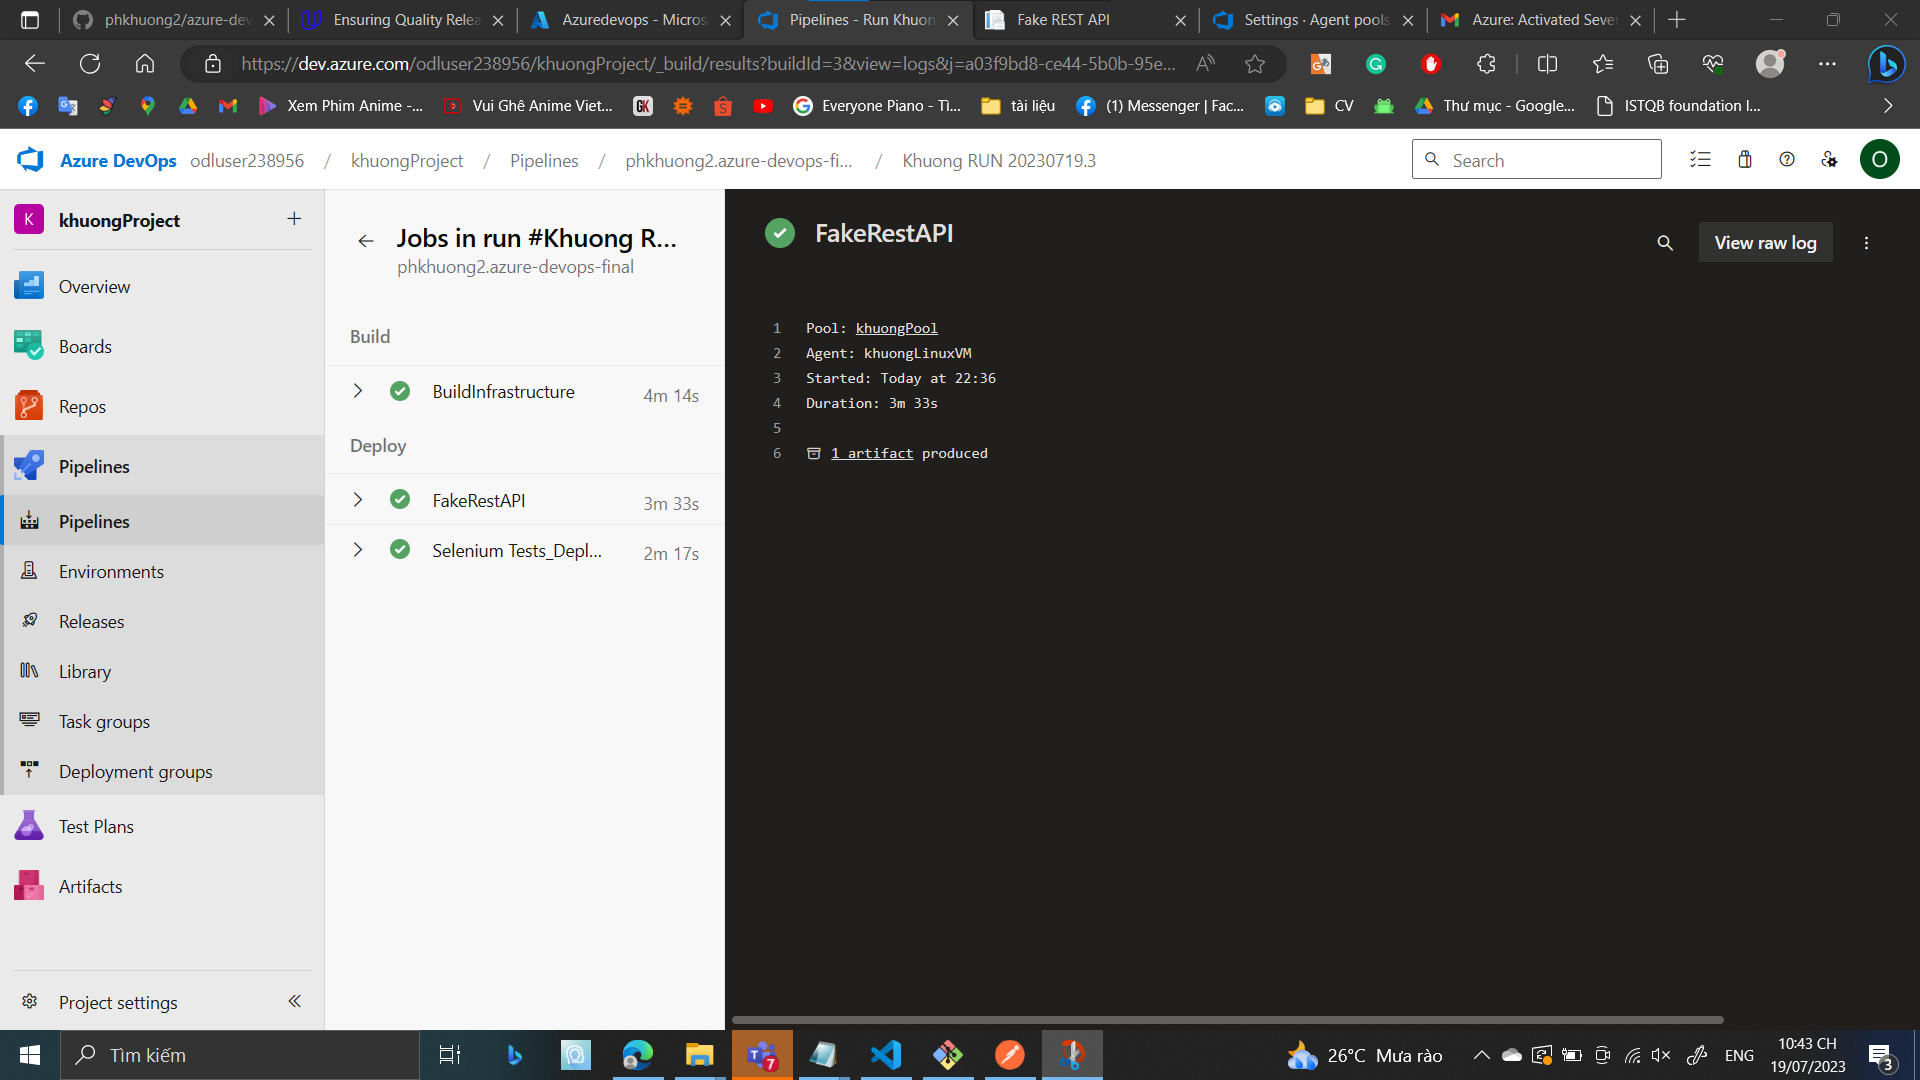 phkhuong2/azure-dev
Ensuring Quality Relea
Azuredevops - Micros
Pipelines - Run Khuon
Fake REST API
Settings · Agent pools
Azure: Activated Sever
https://dev.azure.com/odluser238956/khuongProject/_build/results?buildId=3&view=logs&j=a03f9bd8-ce44-5b0b-95e...
Xem Phim Anime -...
Vui Ghê Anime Viet...
Everyone Piano - Tì...
tài liệu
(1) Messenger | Fac...
CV
Thư mục - Google...
ISTQB foundation l...
Azure DevOps
odluser238956 / khuongProject / Pipelines / phkhuong2.azure-devops-fi... / Khuong RUN 20230719.3
Search
O
K
khuongProject
Overview
Boards
Repos
Pipelines
Pipelines
Environments
Releases
Library
Task groups
Deployment groups
Test Plans
Artifacts
Project settings
Jobs in run #Khuong R...
phkhuong2.azure-devops-final
Build
BuildInfrastructure 4m 14s
Deploy
FakeRestAPI 3m 33s
Selenium Tests_Depl... 2m 17s
FakeRestAPI
View raw log
1 Pool: khuongPool
2 Agent: khuongLinuxVM
3 Started: Today at 22:36
4 Duration: 3m 33s
5
6 1 artifact produced
Tìm kiếm
7
26°C Mưa rào
ENG
10:43 CH
19/07/2023
3